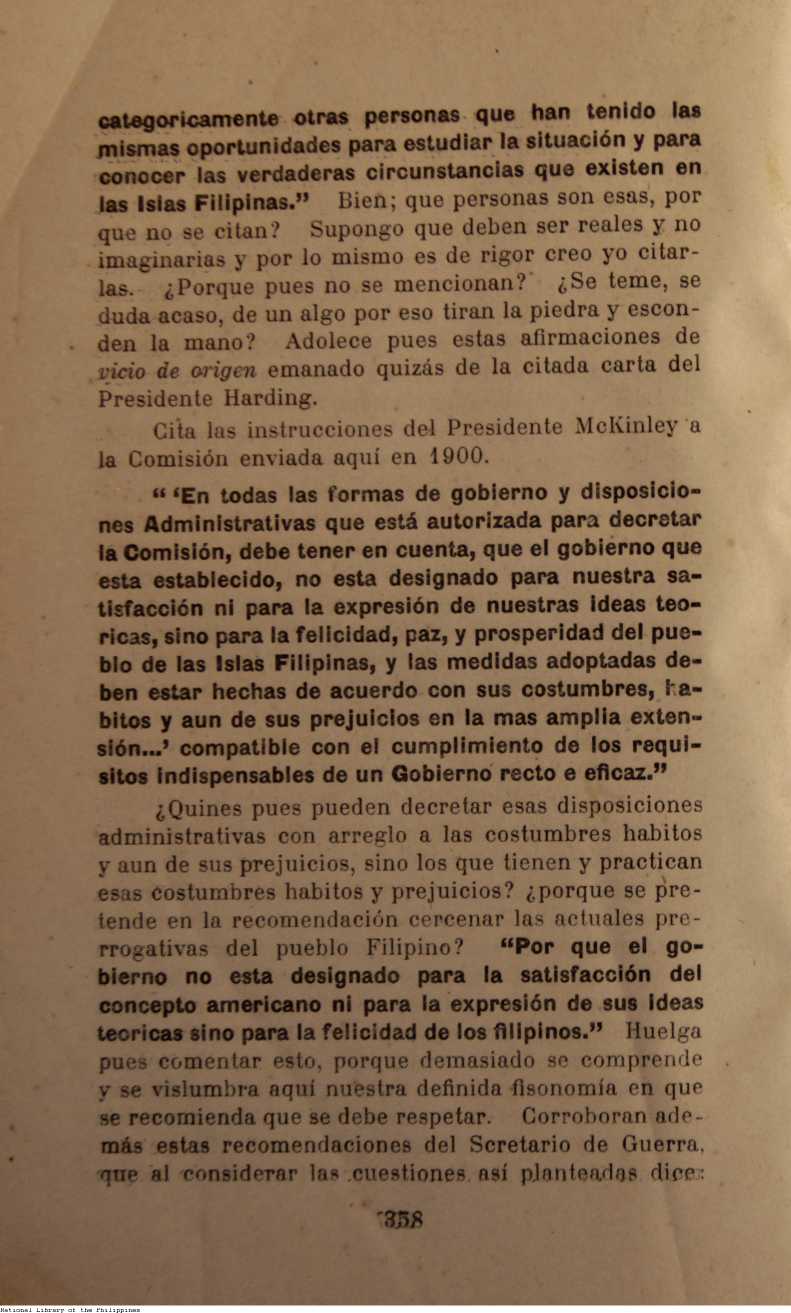 categoricamente otras personas que han tenido las
mismas oportunidades para estudiar la situación y para
conocer las verdaderas circunstancias que existen en
las Islas Filipinas.” Bien; que personas son esas, por
que no se citan? Supongo que deben ser reales y no
imaginarias y por lo mismo es de rigor creo yo citar-
las. ¿Porque pues no se mencionan? ¿Se teme, se
duda acaso, de un algo por eso tiran la piedra y escon-
den la mano? Adolece pues estas afirmaciones de
vicio de origen emanado quizás de la citada carta del
Presidente Harding.
Cita las instrucciones del Presidente McKinley a
la Comisión enviada aquí en 1900.
“ ‘En todas las formas de gobierno y disposicio-
nes Administrativas que está autorizada para decretar
la Comisión, debe tener en cuenta, que el gobierno que
esta establecido, no esta designado para nuestra sa-
tisfacción ni para la expresión de nuestras ideas teo-
ricas, sino para la felicidad, paz, y prosperidad del pue-
blo de las Islas Filipinas, y las medidas adoptadas de-
ben estar hechas de acuerdo con sus costumbres, ha-
bitos y aun de sus prejuicios en la mas amplia exten-
sión...’ compatible con el cumplimiento de los requi-
sitos indispensables de un Gobierno recto e eficaz.”
¿Quines pues pueden decretar esas disposiciones
administrativas con arreglo a las costumbres habitos
y aun de sus prejuicios, sino los que tienen y practican
esas costumbres habitos y prejuicios? ¿porque se pre-
tende en la recomendación cercenar las actuales pre-
rrogativas del pueblo Filipino? “Por que el go-
bierno no esta designado para la satisfacción del
concepto americano ni para la expresión de sus ideas
teoricas sino para la felicidad de los filipinos.” Huelga
pues comentar esto, porque demasiado se comprende
y se vislumbra aquí nuestra definida fisonomía en que
se recomienda que se debe respetar. Corroboran ade-
más estas recomendaciones del Scretario de Guerra,
que al considerar las cuestiones así planteadas dice:
358
National Library of the Philippines